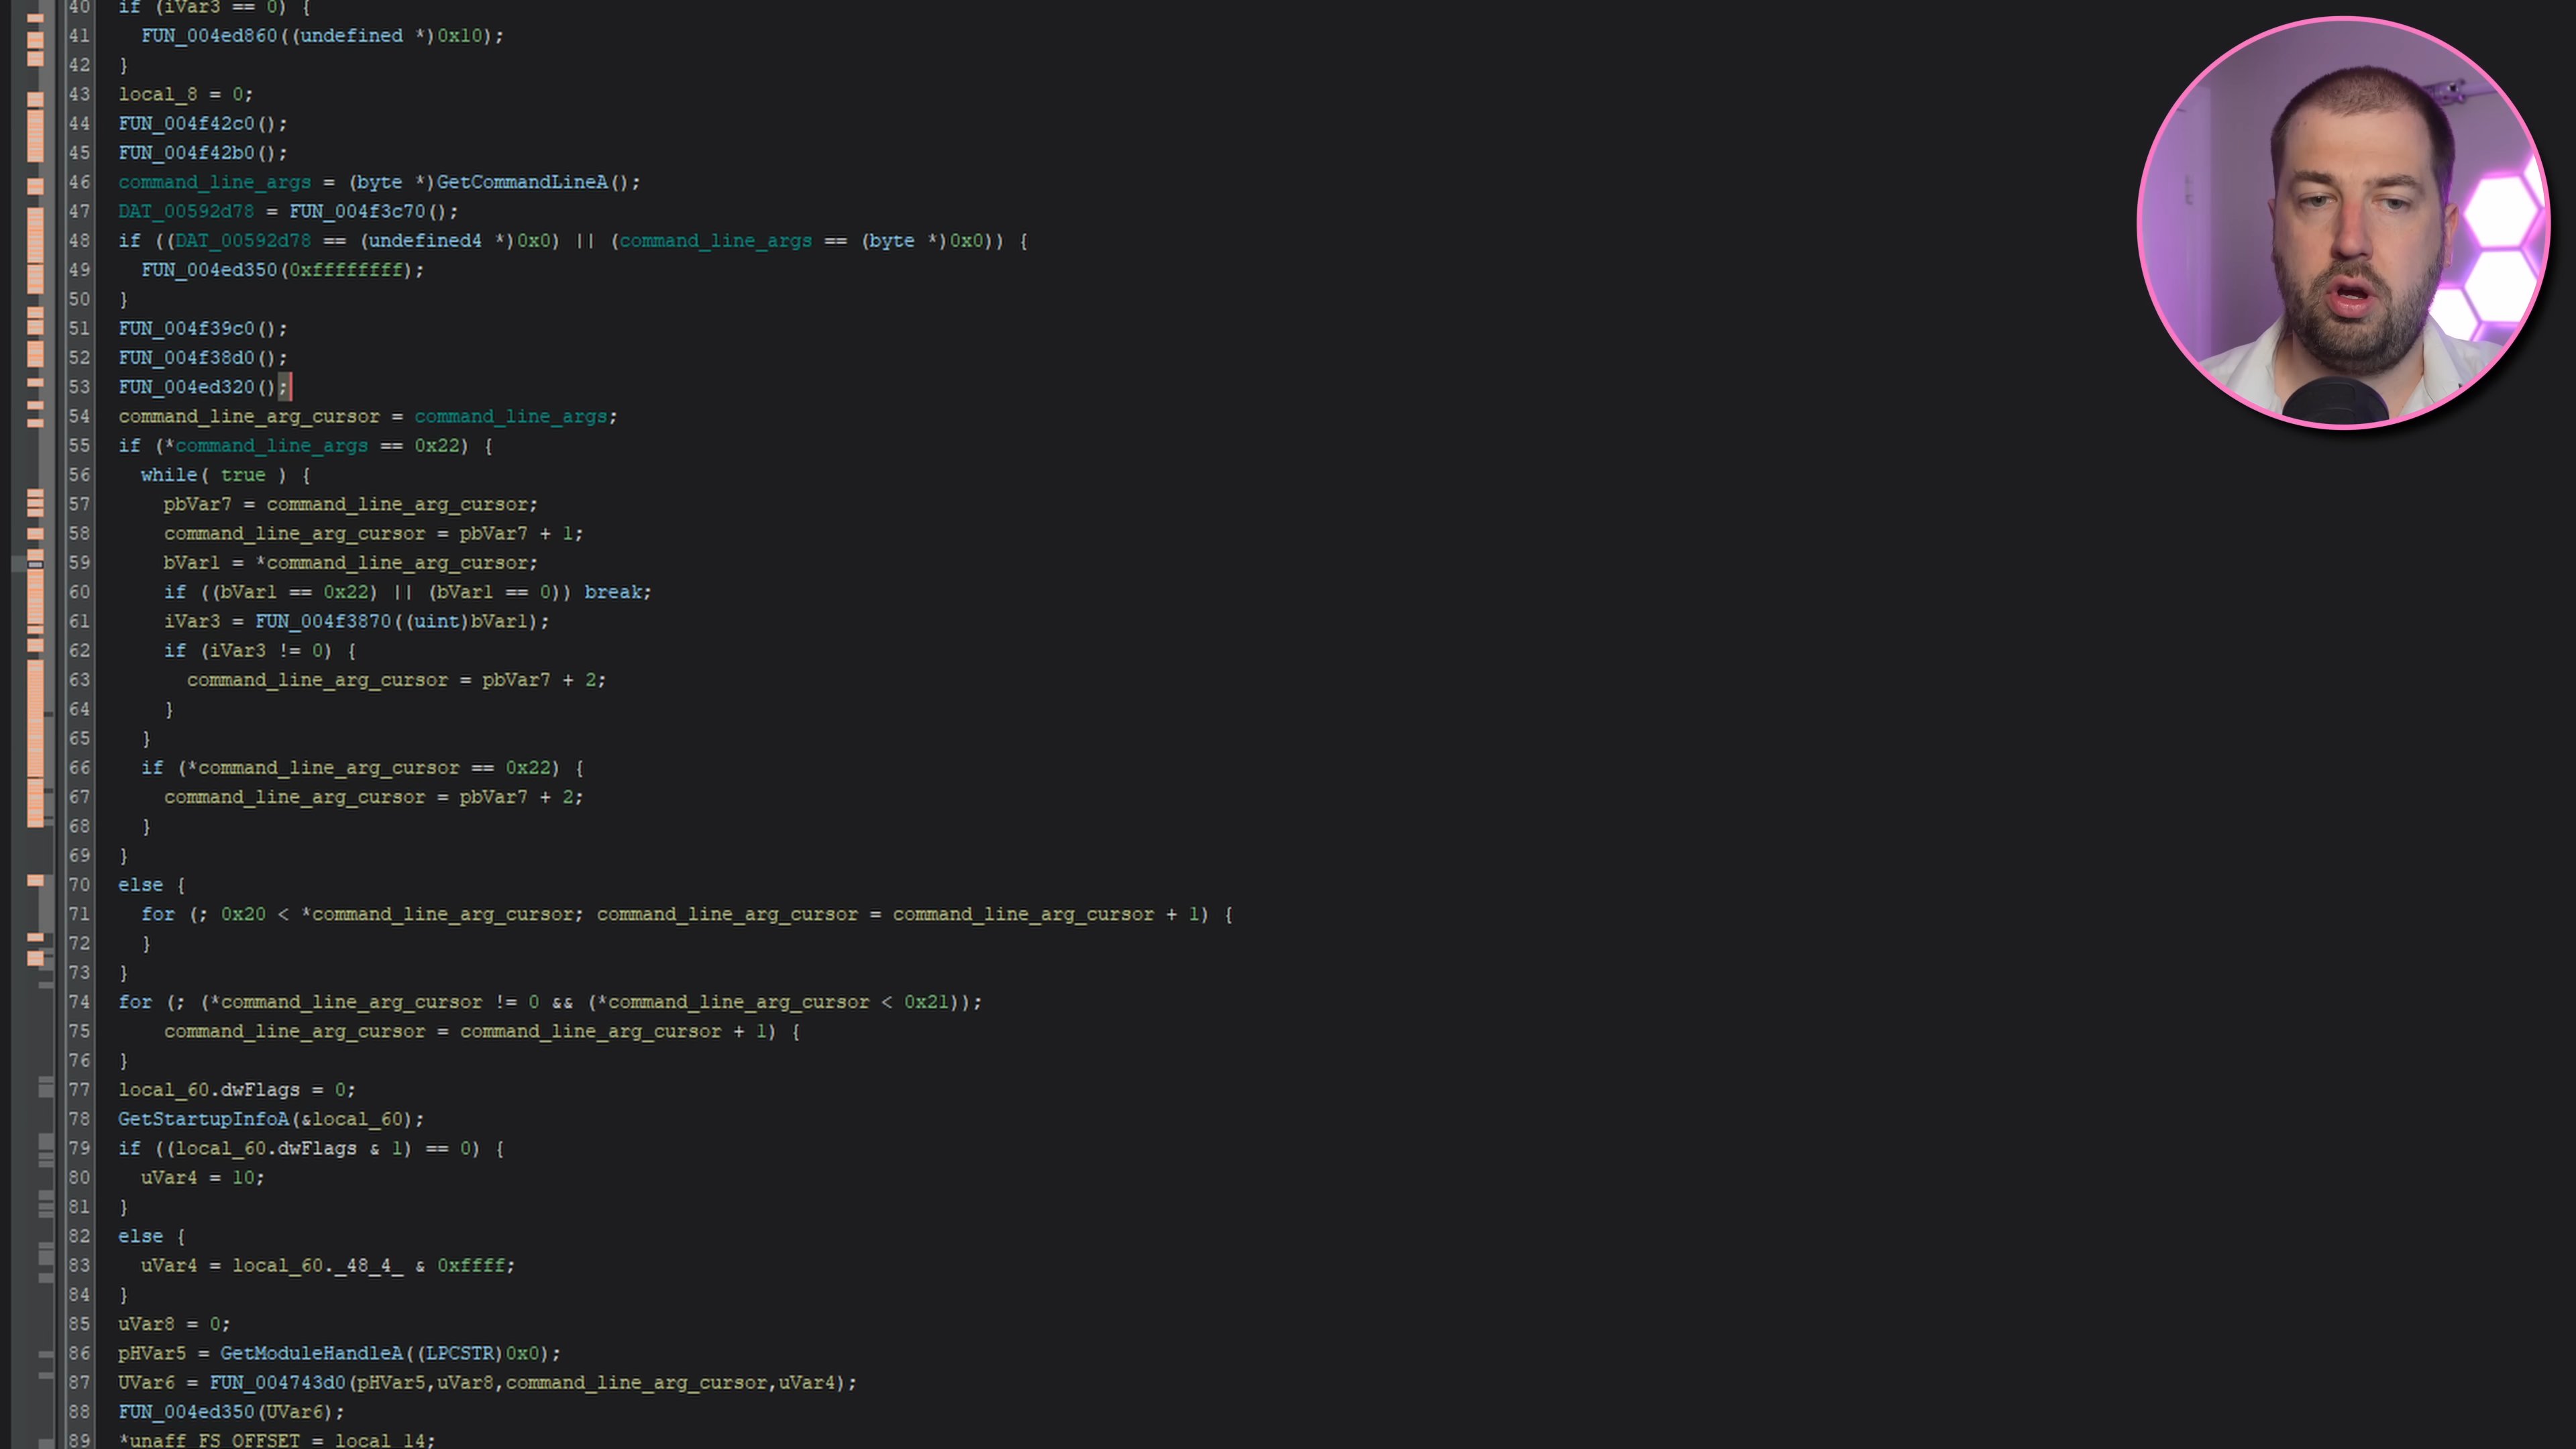 40 if (iVar3 == 0) {
41 FUN_004ed860((undefined *)0x10);
42 }
43 local_8 = 0;
44 FUN_004f42c0();
45 FUN_004f42b0();
46 command_line_args = (byte *)GetCommandLineA();
47 DAT_00592d78 = FUN_004f3c70();
48 if ((DAT_00592d78 == (undefined4 *)0x0) || (command_line_args == (byte *)0x0)) {
49 FUN_004ed350(0xffffffff);
50 }
51 FUN_004f39c0();
52 FUN_004f38d0();
53 FUN_004ed320();
54 command_line_arg_cursor = command_line_args;
55 if (*command_line_args == 0x22) {
56 while( true ) {
57 pbVar7 = command_line_arg_cursor;
58 command_line_arg_cursor = pbVar7 + 1;
59 bVar1 = *command_line_arg_cursor;
60 if ((bVar1 == 0x22) || (bVar1 == 0)) break;
61 iVar3 = FUN_004f3870((uint)bVar1);
62 if (iVar3 != 0) {
63 command_line_arg_cursor = pbVar7 + 2;
64 }
65 }
66 if (*command_line_arg_cursor == 0x22) {
67 command_line_arg_cursor = pbVar7 + 2;
68 }
69 }
70 else {
71 for (; 0x20 < *command_line_arg_cursor; command_line_arg_cursor = command_line_arg_cursor + 1) {
72 }
73 }
74 for (; (*command_line_arg_cursor != 0 && (*command_line_arg_cursor < 0x21));
75 command_line_arg_cursor = command_line_arg_cursor + 1) {
76 }
77 local_60.dwFlags = 0;
78 GetStartupInfoA(&local_60);
79 if ((local_60.dwFlags & 1) == 0) {
80 uVar4 = 10;
81 }
82 else {
83 uVar4 = local_60._48_4_ & 0xffff;
84 }
85 uVar8 = 0;
86 pHVar5 = GetModuleHandleA((LPCSTR)0x0);
87 UVar6 = FUN_004743d0(pHVar5,uVar8,command_line_arg_cursor,uVar4);
88 FUN_004ed350(UVar6);
89 *unaff_FS_OFFSET = local_14;